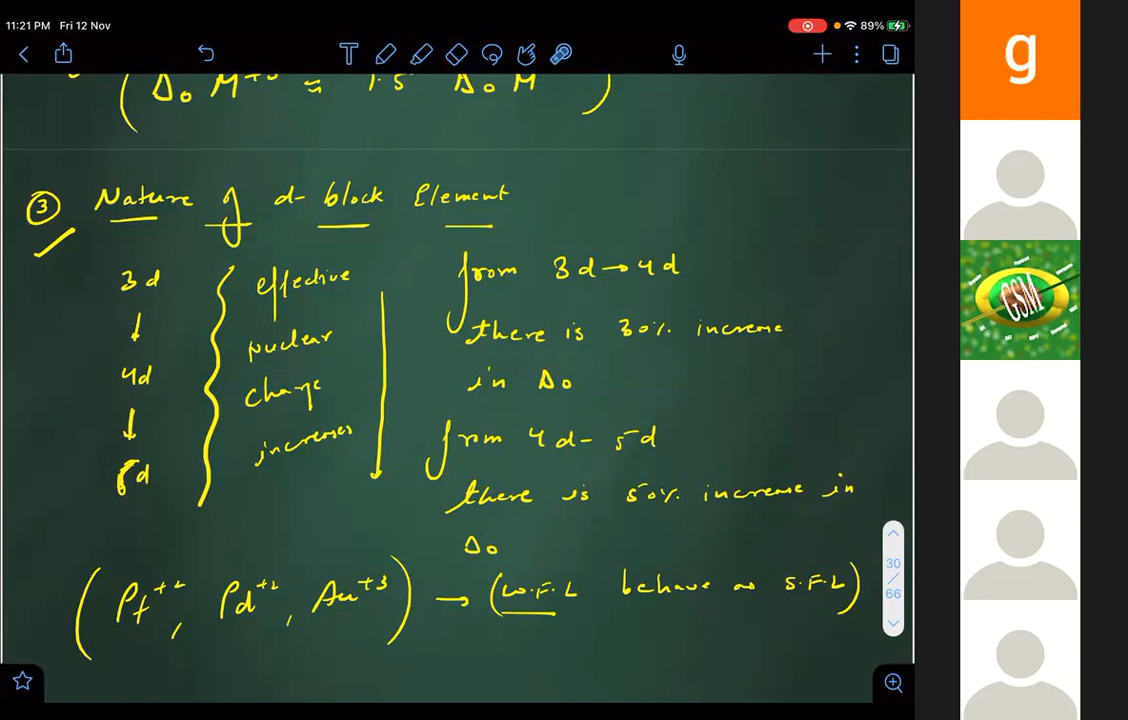 11:21 PM Fri 12 Nov
89%
T
( Δo M+3 ≈ 1.5 Δo M )
③ Nature of d-block Element
3d
↓
4d
↓
5d
effective
nuclear
charge
increases
from 3d→4d
there is 30% increase
in Δo
from 4d-5d
there is 50% increase in
Δo
(Pt+2, Pd+2, Au+3) → (W.F.L behave as S.F.L)
30
/
66
g
GSM